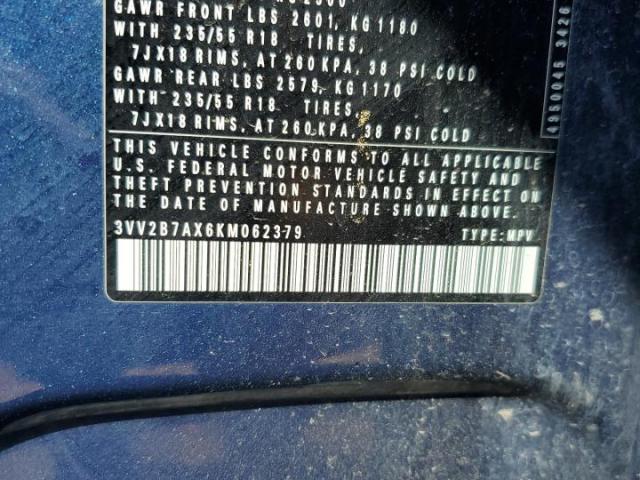 GAWR FRONT LBS 2601, KG 1180
WITH 235/55 R18 TIRES,
7JX18 RIMS, AT 260 KPA, 38 PSI COLD
GAWR REAR LBS 2579, KG 1170
WITH 235/55 R18. TIRES,
7JX18 RIMS, AT 260 KPA, 38 PSI COLD
THIS VEHICLE CONFORMS TO ALL APPLICABLE
U.S. FEDERAL MOTOR VEHICLE SAFETY AND
THEFT PREVENTION STANDARDS IN EFFECT ON
THE DATE OF MANUFACTURE SHOWN ABOVE.
3VV2B7AX6KM062379 TYPE: MPV
4950045 3426